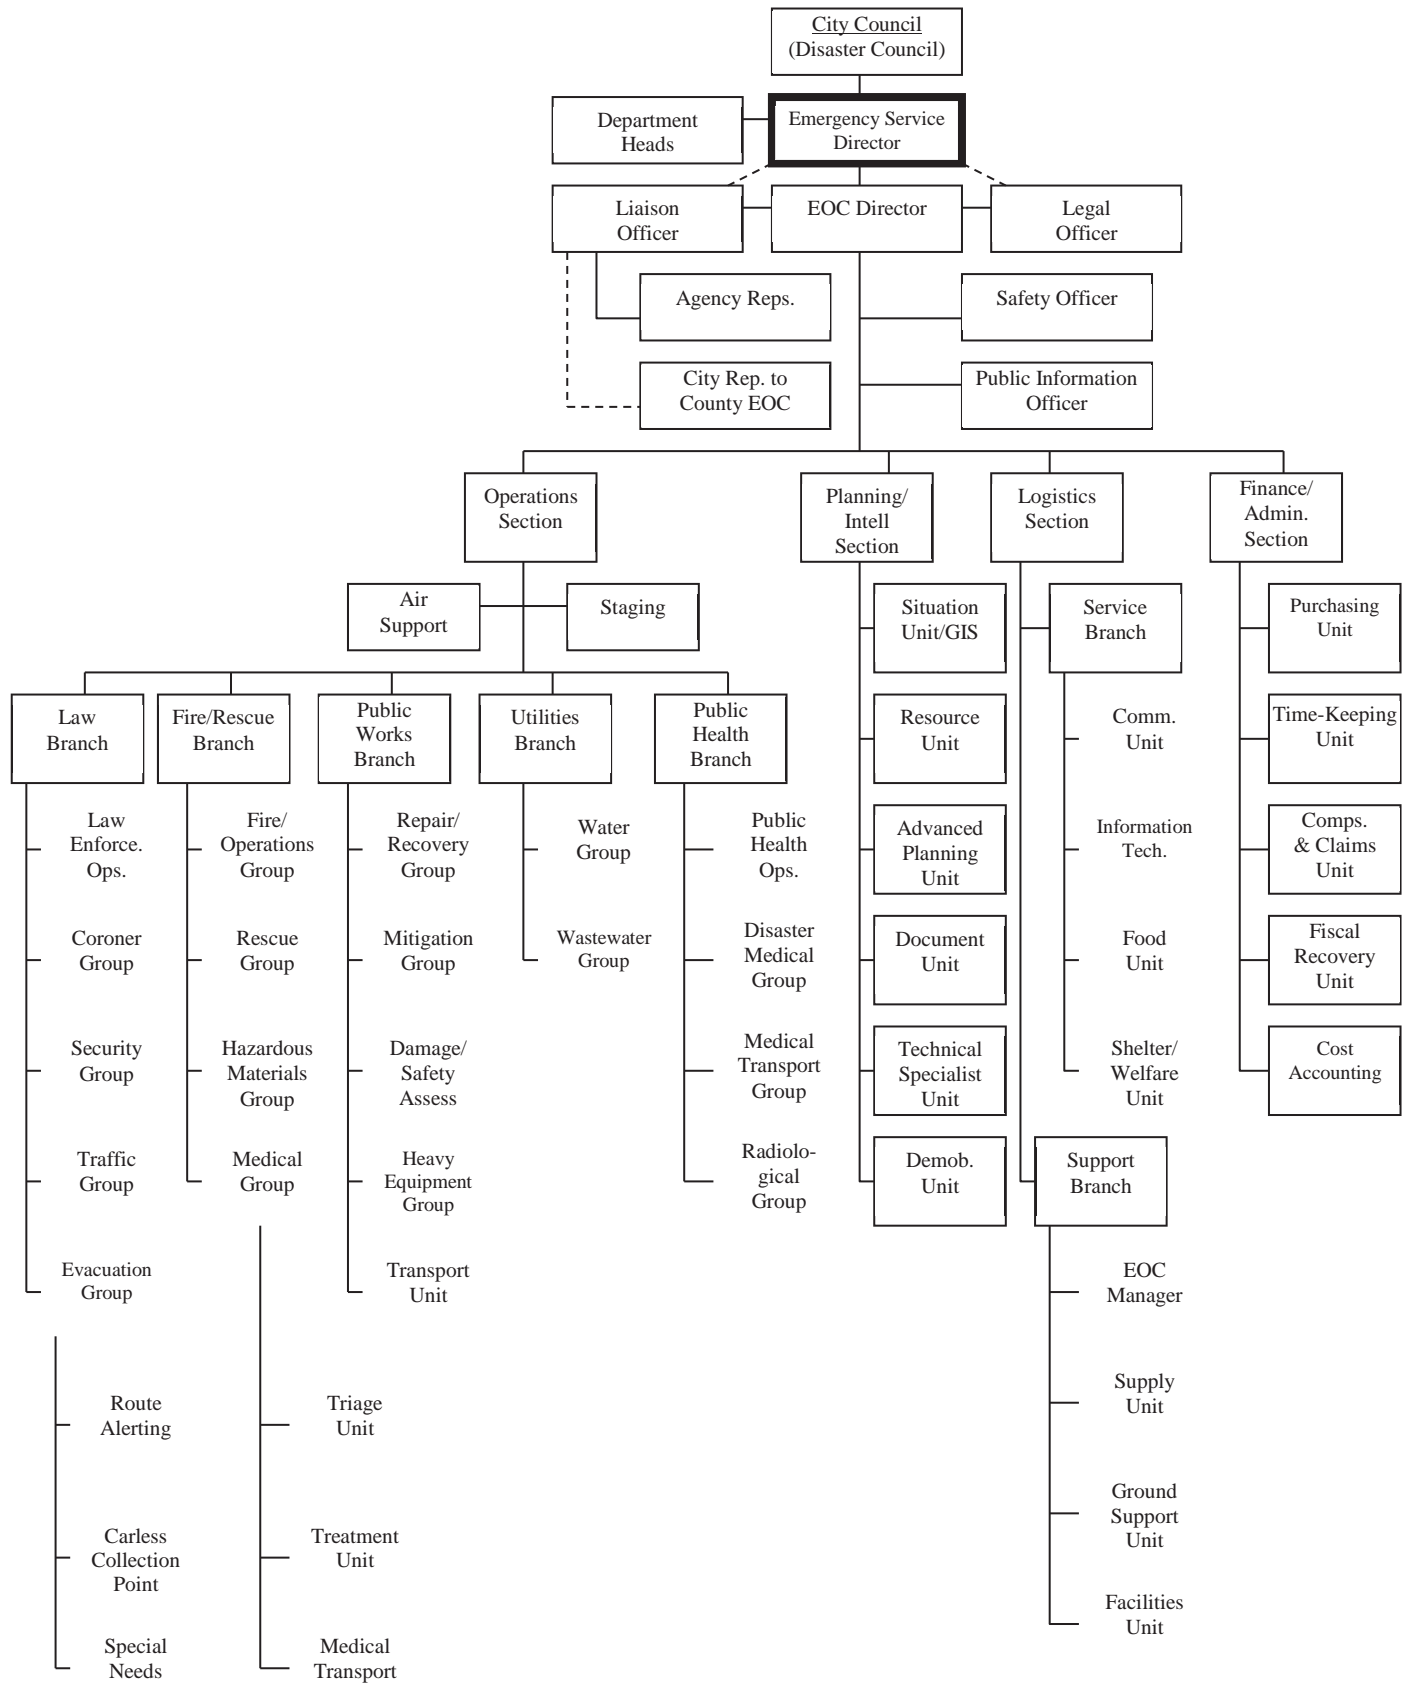 City Council
(Disaster Council)
Department
Heads
Emergency Service
Director
Liaison
Officer
EOC Director
Legal
Officer
Agency Reps.
Safety Officer
City Rep. to
County EOC
Public Information
Officer
Operations
Section
Planning/
Intell
Section
Logistics
Section
Finance/
Admin.
Section
Air
Support
Staging
Law
Branch
Fire/Rescue
Branch
Public
Works
Branch
Utilities
Branch
Public
Health
Branch
Law
Enforce.
Ops.
Coroner
Group
Security
Group
Traffic
Group
Evacuation
Group
Route
Alerting
Carless
Collection
Point
Special
Needs
Fire/
Operations
Group
Rescue
Group
Hazardous
Materials
Group
Medical
Group
Triage
Unit
Treatment
Unit
Medical
Transport
Repair/
Recovery
Group
Mitigation
Group
Damage/
Safety
Assess
Heavy
Equipment
Group
Transport
Unit
Water
Group
Wastewater
Group
Public
Health
Ops.
Disaster
Medical
Group
Medical
Transport
Group
Radiolo-
gical
Group
Situation
Unit/GIS
Resource
Unit
Advanced
Planning
Unit
Document
Unit
Technical
Specialist
Unit
Demob.
Unit
Service
Branch
Comm.
Unit
Information
Tech.
Food
Unit
Shelter/
Welfare
Unit
Support
Branch
EOC
Manager
Supply
Unit
Ground
Support
Unit
Facilities
Unit
Purchasing
Unit
Time-Keeping
Unit
Comps.
& Claims
Unit
Fiscal
Recovery
Unit
Cost
Accounting